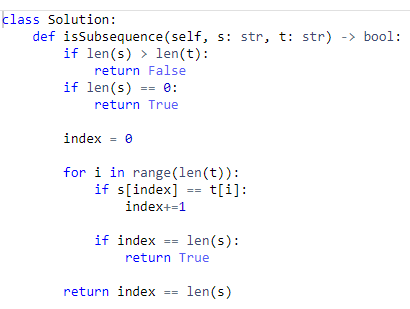 class Solution:
    def isSubsequence(self, s: str, t: str) -> bool:
        if len(s) > len(t):
            return False
        if len(s) == 0:
            return True

        index = 0

        for i in range(len(t)):
            if s[index] == t[i]:
                index+=1

            if index == len(s):
                return True

        return index == len(s)